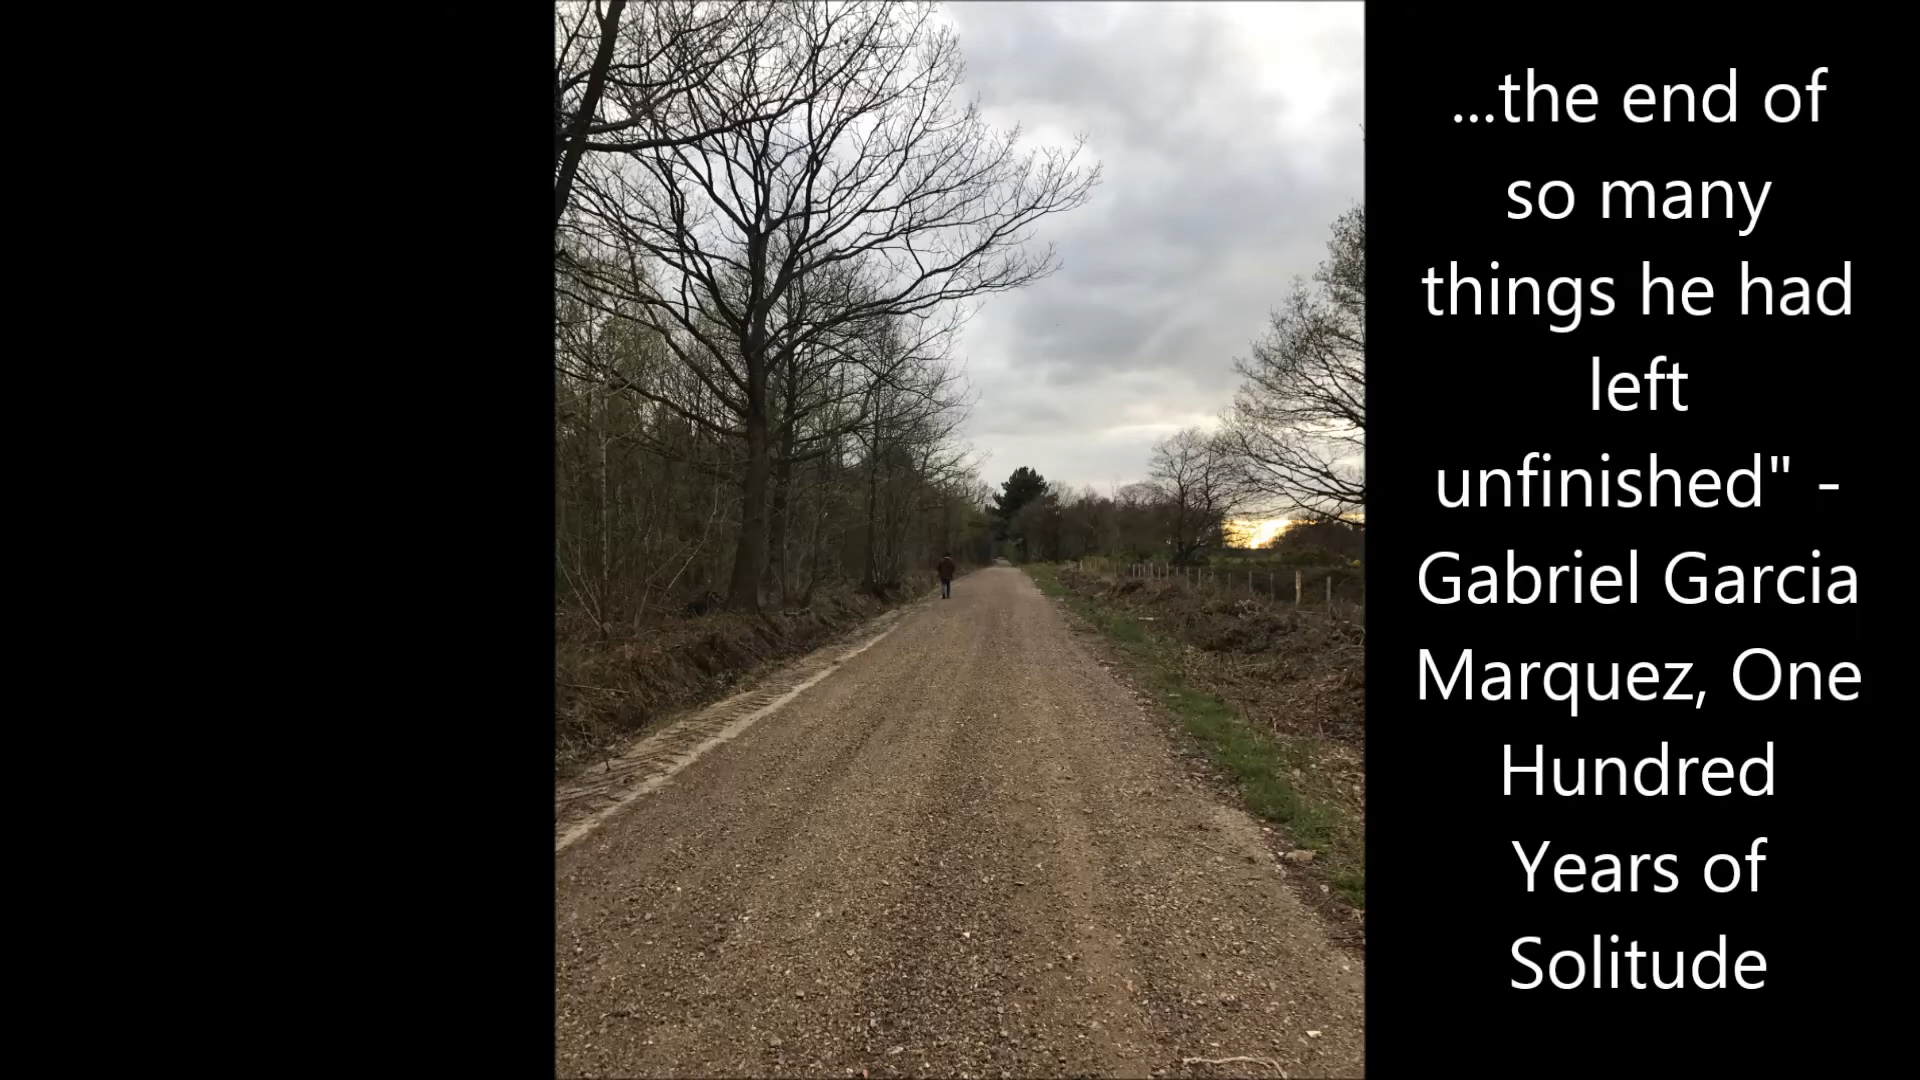 ...the end of
so many
things he had
left
unfinished" -
Gabriel Garcia
Marquez, One
Hundred
Years of
Solitude